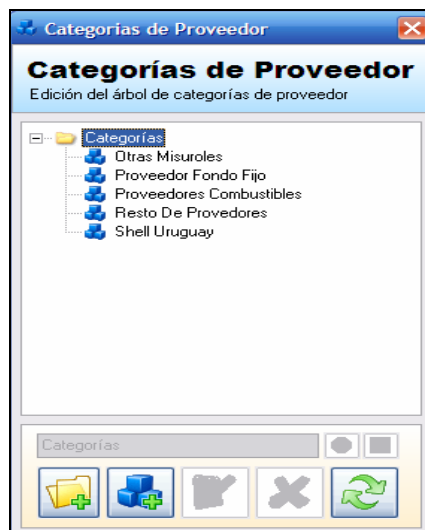 Categorias de Proveedor
Categorías de Proveedor
Edición del árbol de categorías de proveedor
Categorías
Otras Misuroles
Proveedor Fondo Fijo
Proveedores Combustibles
Resto De Provedores
Shell Uruguay
Categorías